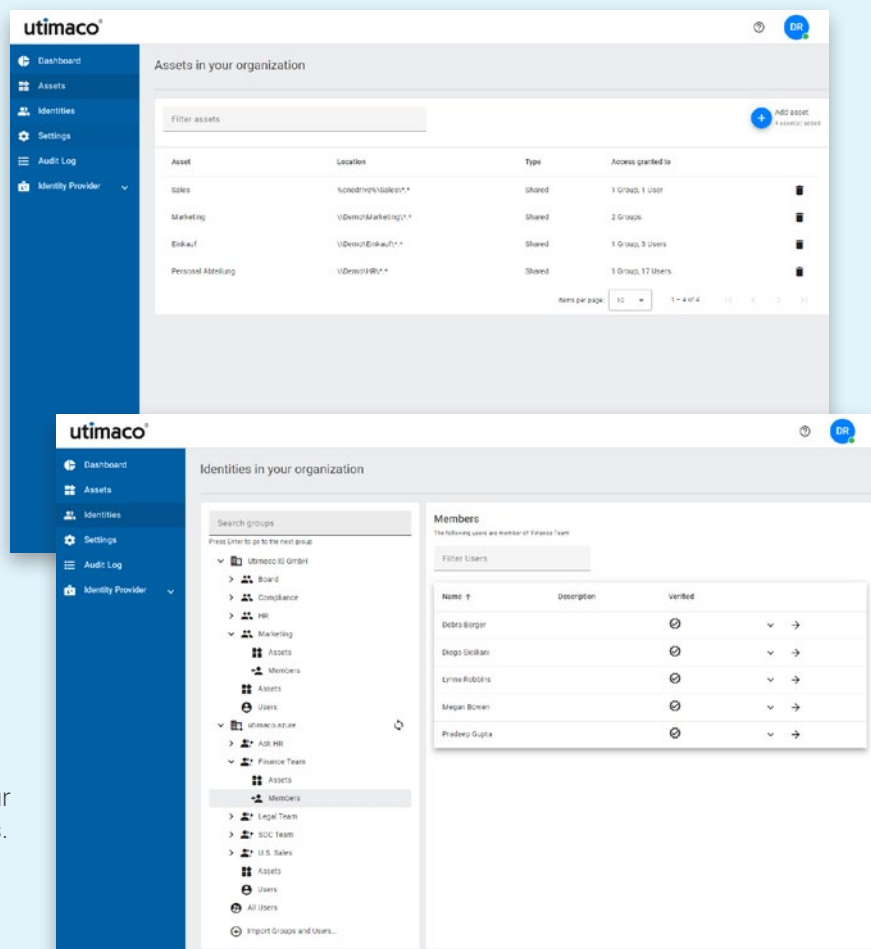 utimaco®
DR
Dashboard
Assets
Identities
Settings
Audit Log
Identity Provider
Assets in your organization
Filter assets
Add asset
4 asset(s) added
Asset Location Type Access granted to
Sales %onedrive%\Sales\*.* Shared 1 Group, 1 User
Marketing \\Demo\Marketing\*.* Shared 2 Groups
Einkauf \\Demo\Einkauf\*.* Shared 1 Group, 3 Users
Personal Abteilung \\Demo\HR\*.* Shared 1 Group, 17 Users
Items per page: 10 1 – 4 of 4
utimaco®
DR
Dashboard
Assets
Identities
Settings
Audit Log
Identity Provider
Identities in your organization
Search groups
Press Enter to go to the next group
Utimaco IS GmbH
Board
Compliance
HR
Marketing
Assets
Members
Assets
Users
utimaco.azure
Ask HR
Finance Team
Assets
Members
Legal Team
SOC Team
U.S. Sales
Assets
Users
All Users
Import Groups and Users...
Members
The following users are member of Finance Team
Filter Users
Name ↑ Description Verified
Debra Berger
Diego Siciliani
Lynne Robbins
Megan Bowen
Pradeep Gupta